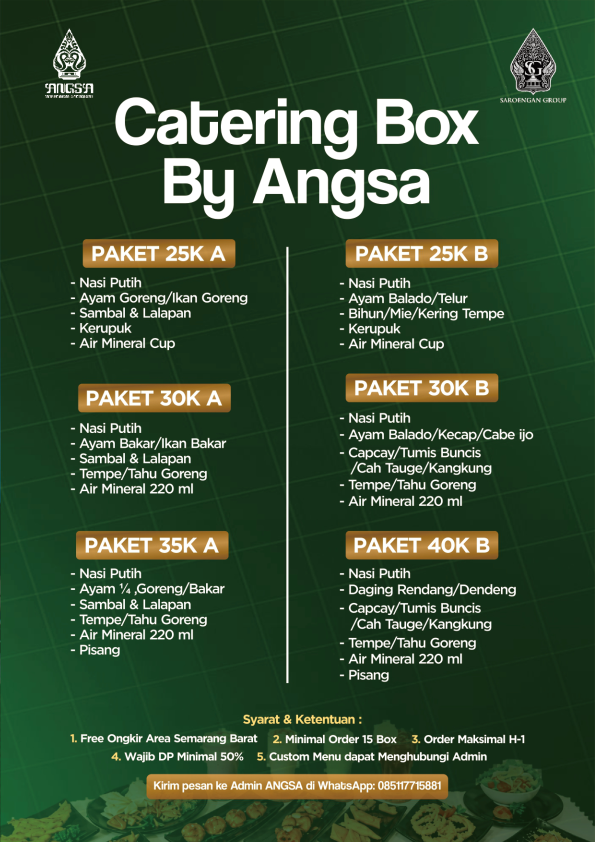 ANGSA
SAROENGAN GROUP
Catering Box
By Angsa
PAKET 25K A
- Nasi Putih
- Ayam Goreng/Ikan Goreng
- Sambal & Lalapan
- Kerupuk
- Air Mineral Cup
PAKET 30K A
- Nasi Putih
- Ayam Bakar/Ikan Bakar
- Sambal & Lalapan
- Tempe/Tahu Goreng
- Air Mineral 220 ml
PAKET 35K A
- Nasi Putih
- Ayam ¼ ,Goreng/Bakar
- Sambal & Lalapan
- Tempe/Tahu Goreng
- Air Mineral 220 ml
- Pisang
PAKET 25K B
- Nasi Putih
- Ayam Balado/Telur
- Bihun/Mie/Kering Tempe
- Kerupuk
- Air Mineral Cup
PAKET 30K B
- Nasi Putih
- Ayam Balado/Kecap/Cabe ijo
- Capcay/Tumis Buncis
/Cah Tauge/Kangkung
- Tempe/Tahu Goreng
- Air Mineral 220 ml
PAKET 40K B
- Nasi Putih
- Daging Rendang/Dendeng
- Capcay/Tumis Buncis
/Cah Tauge/Kangkung
- Tempe/Tahu Goreng
- Air Mineral 220 ml
- Pisang
Syarat & Ketentuan :
1. Free Ongkir Area Semarang Barat 2. Minimal Order 15 Box 3. Order Maksimal H-1
4. Wajib DP Minimal 50% 5. Custom Menu dapat Menghubungi Admin
Kirim pesan ke Admin ANGSA di WhatsApp: 085117715881